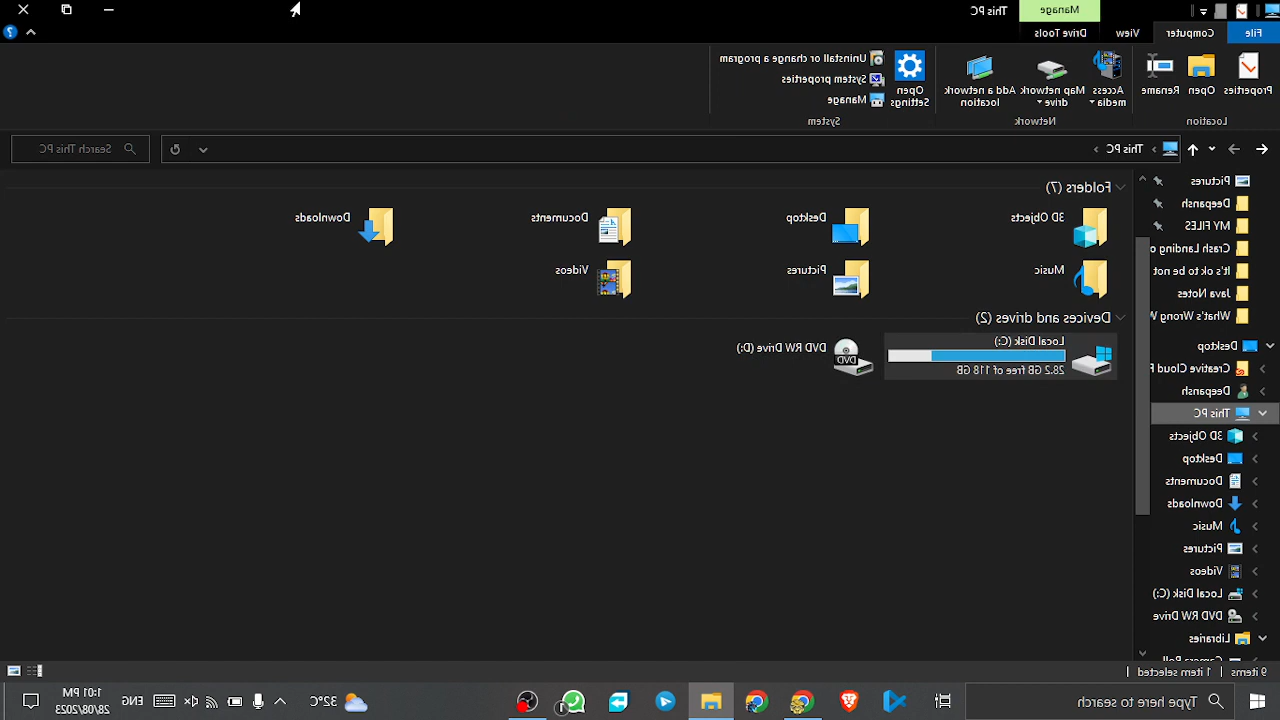 This PC
Manage
File
Computer
View
Drive Tools
Properties
Open
Rename
Location
Access media
Map network drive
Add a network location
Network
Open Settings
Uninstall or change a program
System properties
Manage
System
This PC
Search This PC
Pictures
Deepansh
MY FILES
Crash Landing on
It's so to be not
Java Notes
What's Wrong W
Desktop
Creative Cloud F
Deepansh
This PC
3D Objects
Desktop
Documents
Downloads
Music
Pictures
Videos
Local Disk (C:)
DVD RW Drive
Libraries
Camera Roll
Folders (7)
3D Objects
Desktop
Documents
Downloads
Music
Pictures
Videos
Devices and drives (2)
Local Disk (C:)
28.2 GB free of 118 GB
DVD RW Drive (D:)
DVD
9 items
1 item selected
Type here to search
32°C
ENG
1:01 PM
28/08/2023